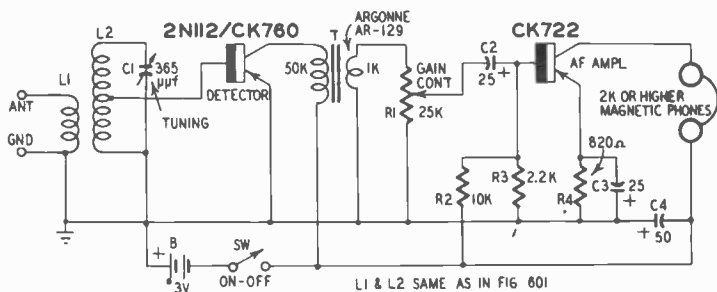 2N112/CK760
ARGONNE
AR-129
CK722
L2
T
L1
C1
365
μμf
50K
1K
GAIN
CONT
C2
25 +
AF AMPL
ANT
TUNING
DETECTOR
R1
25K
2K OR HIGHER
MAGNETIC PHONES
GND
820Ω
R2
10K
R3
2.2K
R4
C3
25
+
C4
+
50
+
B
SW
3V
ON-OFF
L1 & L2 SAME AS IN FIG 601